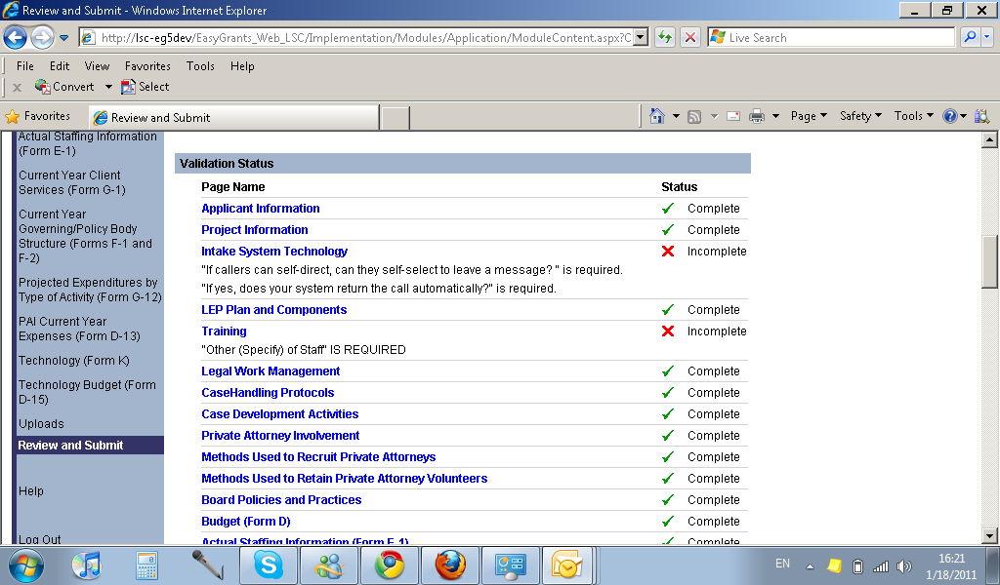 Review and Submit - Windows Internet Explorer
http://lsc-eg5dev/EasyGrants_Web_LSC/Implementation/Modules/Application/ModuleContent.aspx?C
Live Search
File Edit View Favorites Tools Help
x Convert Select
Favorites Review and Submit Page Safety Tools
Actual Staffing Information
(Form E-1)
Current Year Client
Services (Form G-1)
Current Year
Governing/Policy Body
Structure (Forms F-1 and
F-2)
Projected Expenditures by
Type of Activity (Form G-12)
PAI Current Year
Expenses (Form D-13)
Technology (Form K)
Technology Budget (Form
D-15)
Uploads
Review and Submit
Help
Log Out
Validation Status
Page Name Status
Applicant Information Complete
Project Information Complete
Intake System Technology Incomplete
"If callers can self-direct, can they self-select to leave a message? " is required.
"If yes, does your system return the call automatically?" is required.
LEP Plan and Components Complete
Training Incomplete
"Other (Specify) of Staff" IS REQUIRED
Legal Work Management Complete
CaseHandling Protocols Complete
Case Development Activities Complete
Private Attorney Involvement Complete
Methods Used to Recruit Private Attorneys Complete
Methods Used to Retain Private Attorney Volunteers Complete
Board Policies and Practices Complete
Budget (Form D) Complete
Actual Staffing Information (Form E-1) Complete
EN
16:21
1/18/2011